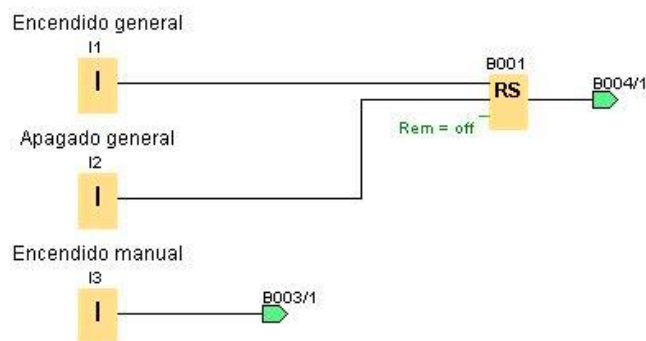 Encendido general
I1
I
B001
RS
B004/1
Rem = off
Apagado general
I2
I
Encendido manual
I3
I
B003/1